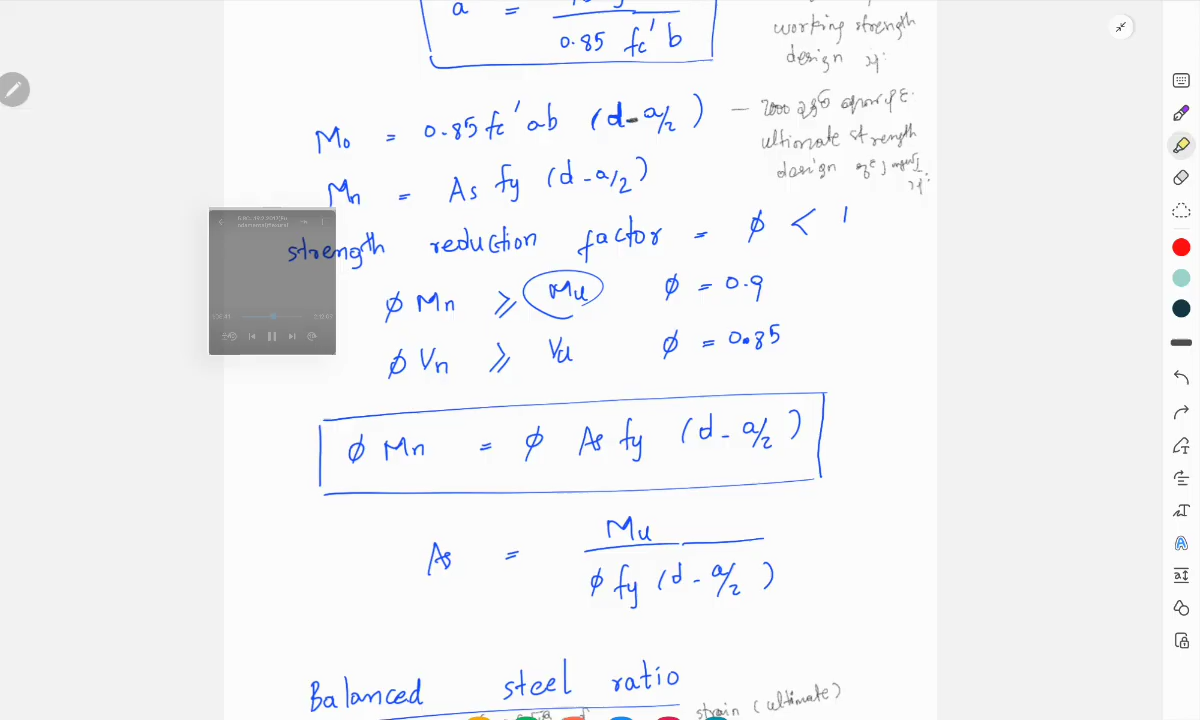 a =
0.85 fc' b
working strength
design
Mo = 0.85 fc' ab (d - a/2) —
ultimate strength
design
Mn = As fy (d - a/2)
strength reduction factor = φ < 1
φ Mn ⩾ Mu φ = 0.9
φ Vn ⩾ Vu φ = 0.85
φ Mn = φ As fy (d - a/2)
As = Mu
φ fy (d - a/2)
Balanced steel ratio
strain (ultimate)